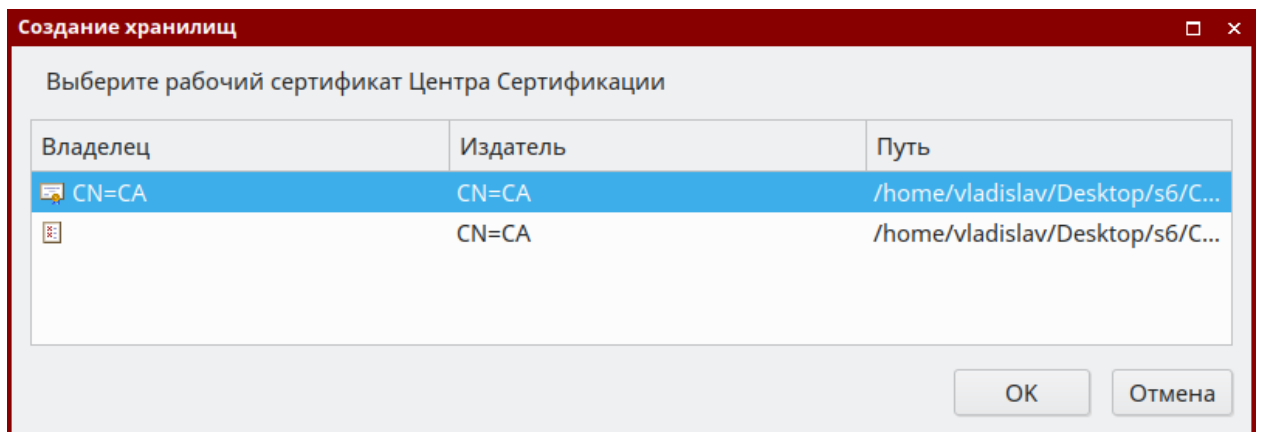 Создание хранилищ
Выберите рабочий сертификат Центра Сертификации
Владелец Издатель Путь
CN=CA CN=CA /home/vladislav/Desktop/s6/C...
CN=CA /home/vladislav/Desktop/s6/C...
OK Отмена